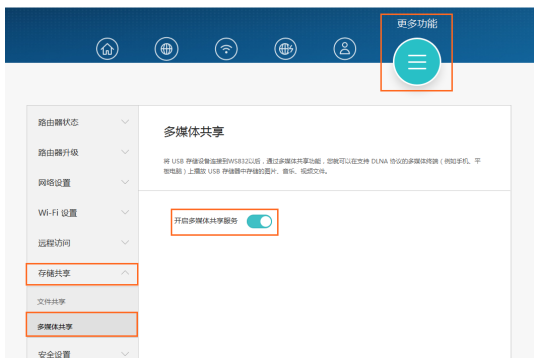 更多功能
路由器状态
路由器升级
网络设置
Wi-Fi 设置
远程访问
存储共享
文件共享
多媒体共享
安全设置
多媒体共享
将 USB 存储设备连接到WS832以后，通过多媒体共享功能，您就可以在支持 DLNA 协议的多媒体终端（例如手机、平
板电脑）上播放 USB 存储器中存储的图片、音乐、视频文件。
开启多媒体共享服务